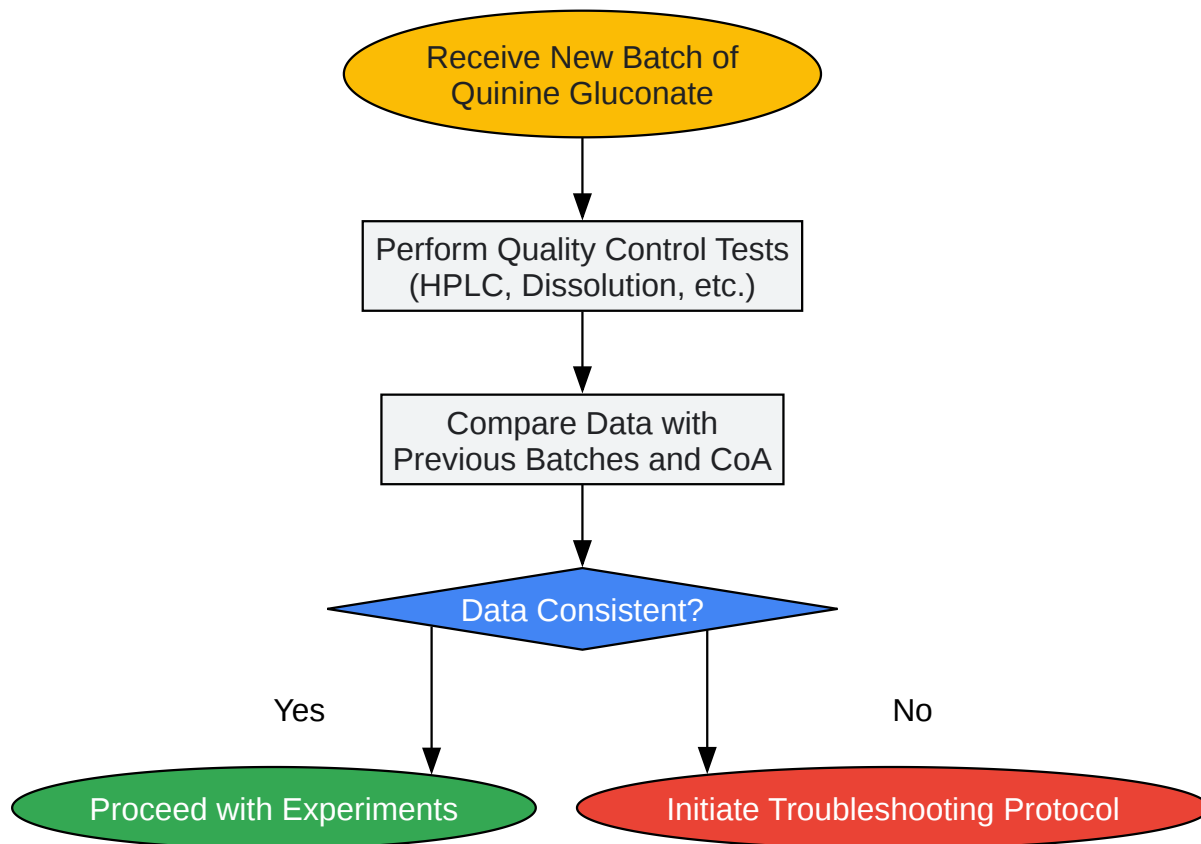 Receive New Batch of
Quinine Gluconate
Perform Quality Control Tests
(HPLC, Dissolution, etc.)
Compare Data with
Previous Batches and CoA
Data Consistent?
Yes
No
Proceed with Experiments
Initiate Troubleshooting Protocol